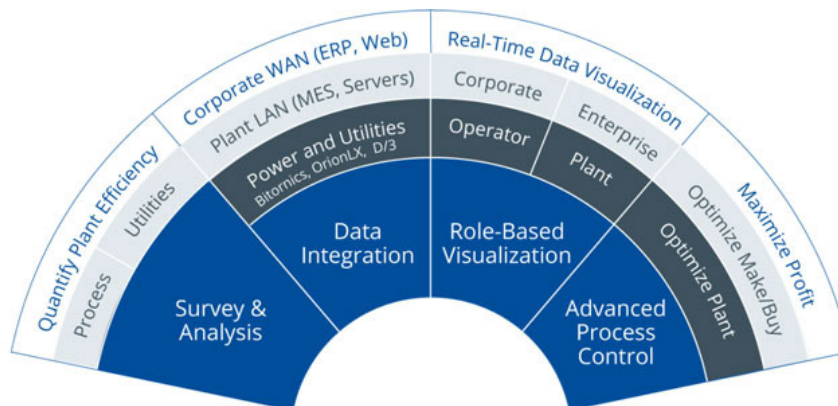 Quantify Plant Efficiency
Process
Utilities
Survey &
Analysis
Corporate WAN (ERP, Web)
Plant LAN (MES, Servers)
Power and Utilities
Bitornics, OrionLX, D/3
Data
Integration
Real-Time Data Visualization
Corporate
Enterprise
Operator
Plant
Role-Based
Visualization
Maximize Profit
Optimize Make/Buy
Optimize Plant
Advanced
Process
Control